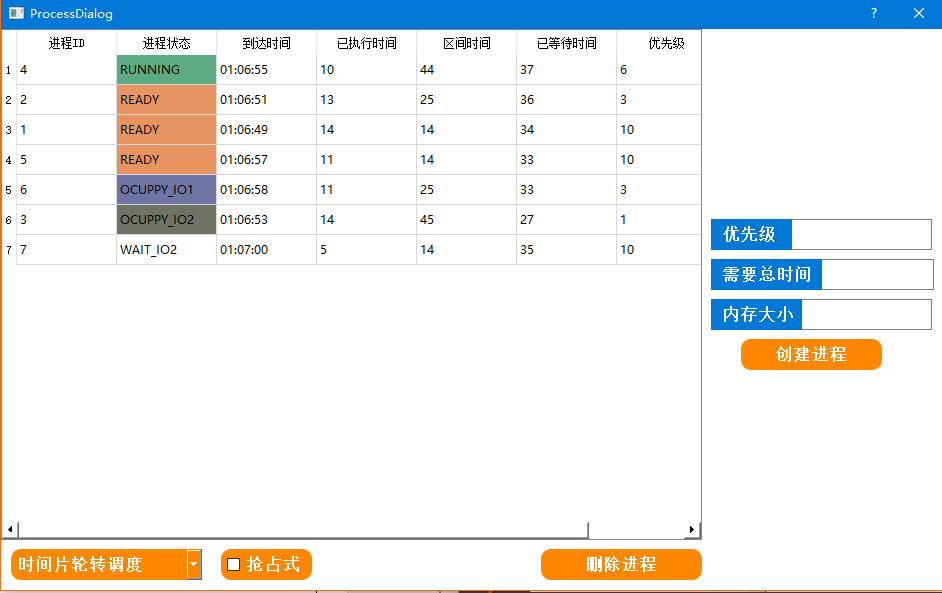 ProcessDialog ?
进程ID 进程状态 到达时间 已执行时间 区间时间 已等待时间 优先级
1 4 RUNNING 01:06:55 10 44 37 6
2 2 READY 01:06:51 13 25 36 3
3 1 READY 01:06:49 14 14 34 10
4 5 READY 01:06:57 11 14 33 10
5 6 OCUPPY_IO1 01:06:58 11 25 33 3
6 3 OCUPPY_IO2 01:06:53 14 45 27 1
7 7 WAIT_IO2 01:07:00 5 14 35 10
优先级
需要总时间
内存大小
创建进程
时间片轮转调度 抢占式 删除进程